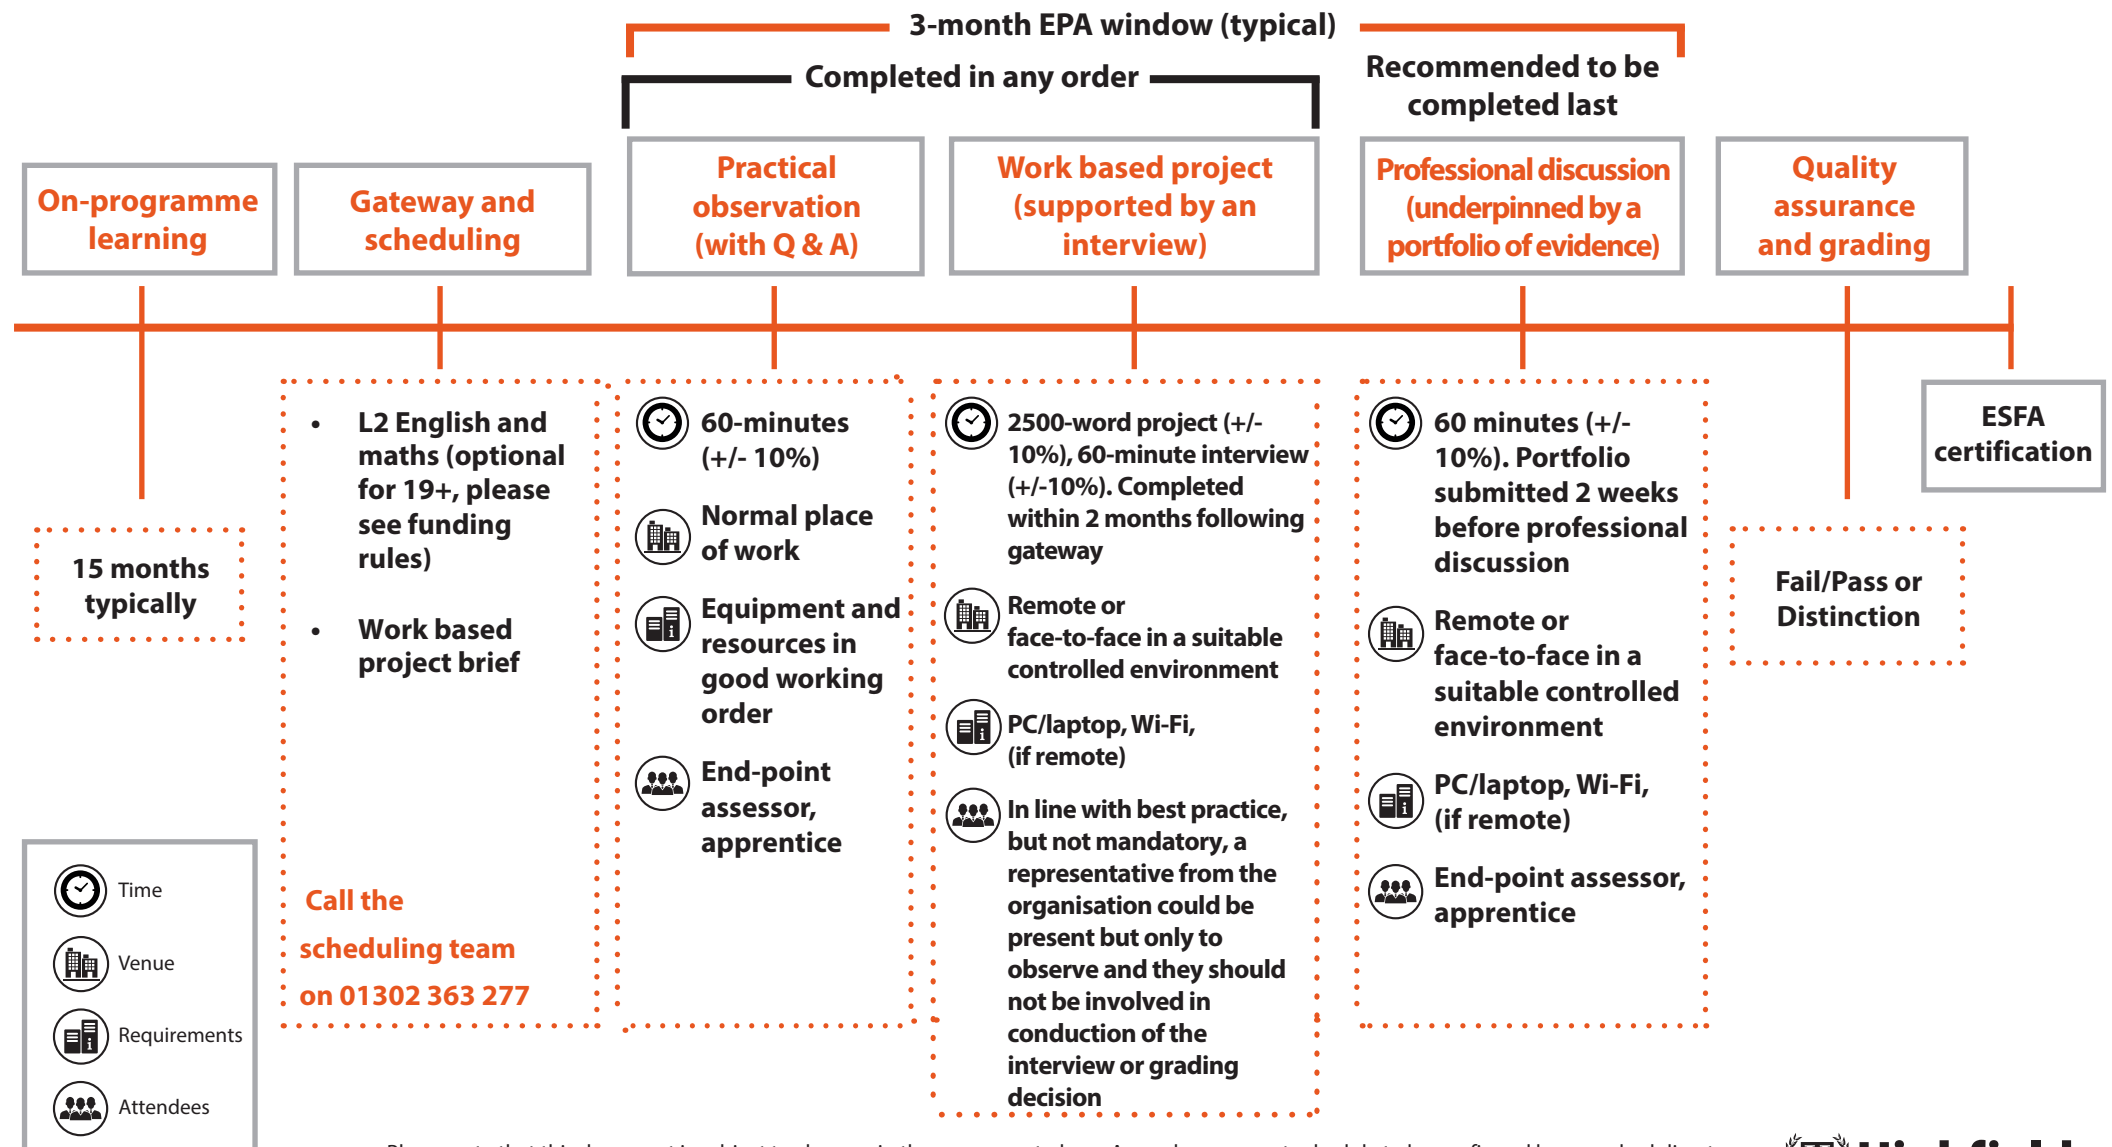 3-month EPA window (typical)
Completed in any order
Recommended to be
completed last
On-programme
learning
Gateway and
scheduling
Practical
observation
(with Q & A)
Work based project
(supported by an
interview)
Professional discussion
(underpinned by a
portfolio of evidence)
Quality
assurance
and grading
15 months
typically
• L2 English and
maths (optional
for 19+, please
see funding
rules)
• Work based
project brief
Call the
scheduling team
on 01302 363 277
60-minutes
(+/- 10%)
Normal place
of work
Equipment and
resources in
good working
order
End-point
assessor,
apprentice
2500-word project (+/-
10%), 60-minute interview
(+/-10%). Completed
within 2 months following
gateway
Remote or
face-to-face in a suitable
controlled environment
PC/laptop, Wi-Fi,
(if remote)
In line with best practice,
but not mandatory, a
representative from the
organisation could be
present but only to
observe and they should
not be involved in
conduction of the
interview or grading
decision
60 minutes (+/-
10%). Portfolio
submitted 2 weeks
before professional
discussion
Remote or
face-to-face in a
suitable controlled
environment
PC/laptop, Wi-Fi,
(if remote)
End-point assessor,
apprentice
Fail/Pass or
Distinction
ESFA
certification
Time
Venue
Requirements
Attendees